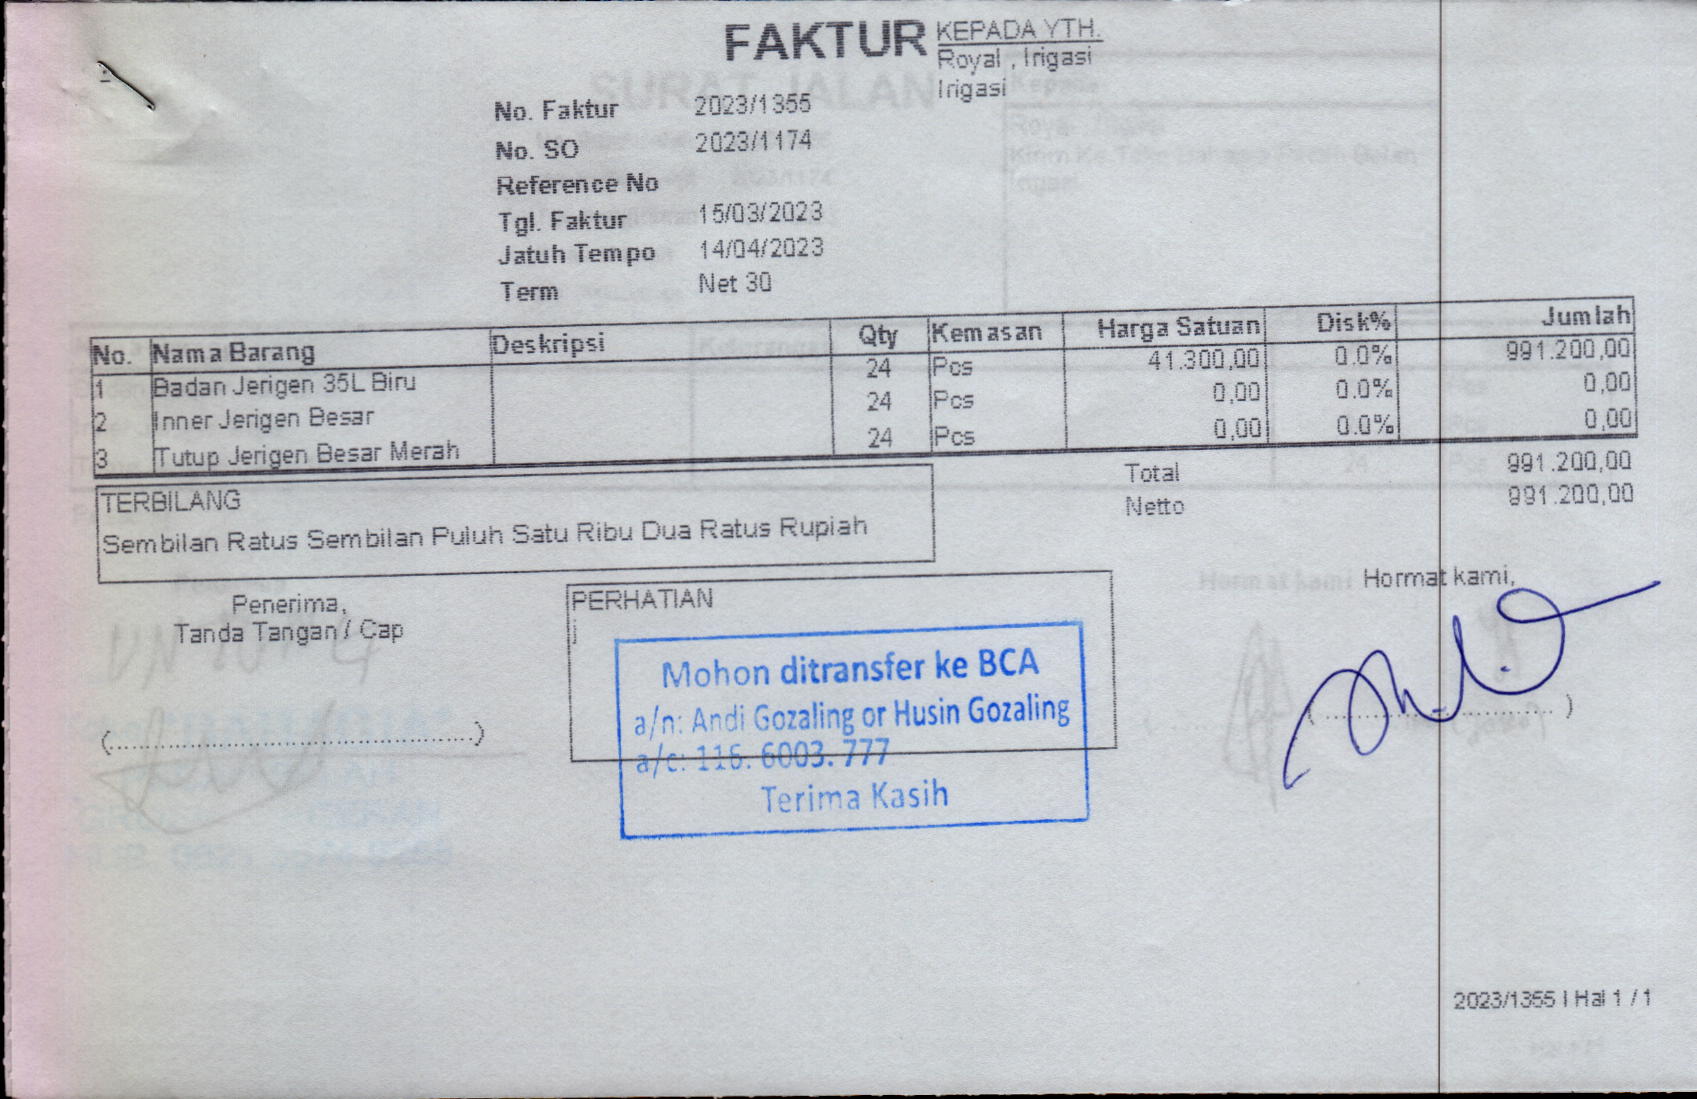 FAKTUR
KEPADA YTH.
Royal , Irigasi
Irigasi
No. Faktur 2023/1355
No. SO 2023/1174
Reference No
Tgl. Faktur 15/03/2023
Jatuh Tempo 14/04/2023
Term Net 30
No. Nama Barang Deskripsi Qty Kemasan Harga Satuan Disk% Jumlah
1 Badan Jerigen 35L Biru 24 Pcs 41.300,00 0.0% 991.200,00
2 Inner Jerigen Besar 24 Pcs 0,00 0.0% 0,00
3 Tutup Jerigen Besar Merah 24 Pcs 0,00 0.0% 0,00
Total 991.200,00
Netto 991.200,00
TERBILANG
Sembilan Ratus Sembilan Puluh Satu Ribu Dua Ratus Rupiah
Penerima,
Tanda Tangan / Cap
(........................................................)
PERHATIAN
j
Mohon ditransfer ke BCA
a/n: Andi Gozaling or Husin Gozaling
a/c: 116. 6003. 777
Terima Kasih
Hormat kami,
(........................................)
2023/1355 | Hal 1 / 1
SURAT JALAN
Kepada